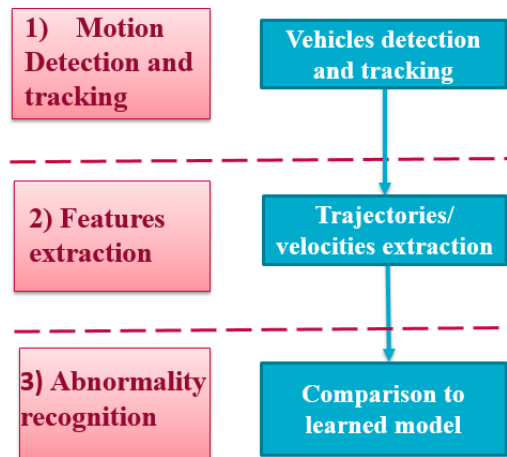 1) Motion
Detection and
tracking
Vehicles detection
and tracking
2) Features
extraction
Trajectories/
velocities extraction
3) Abnormality
recognition
Comparison to
learned model